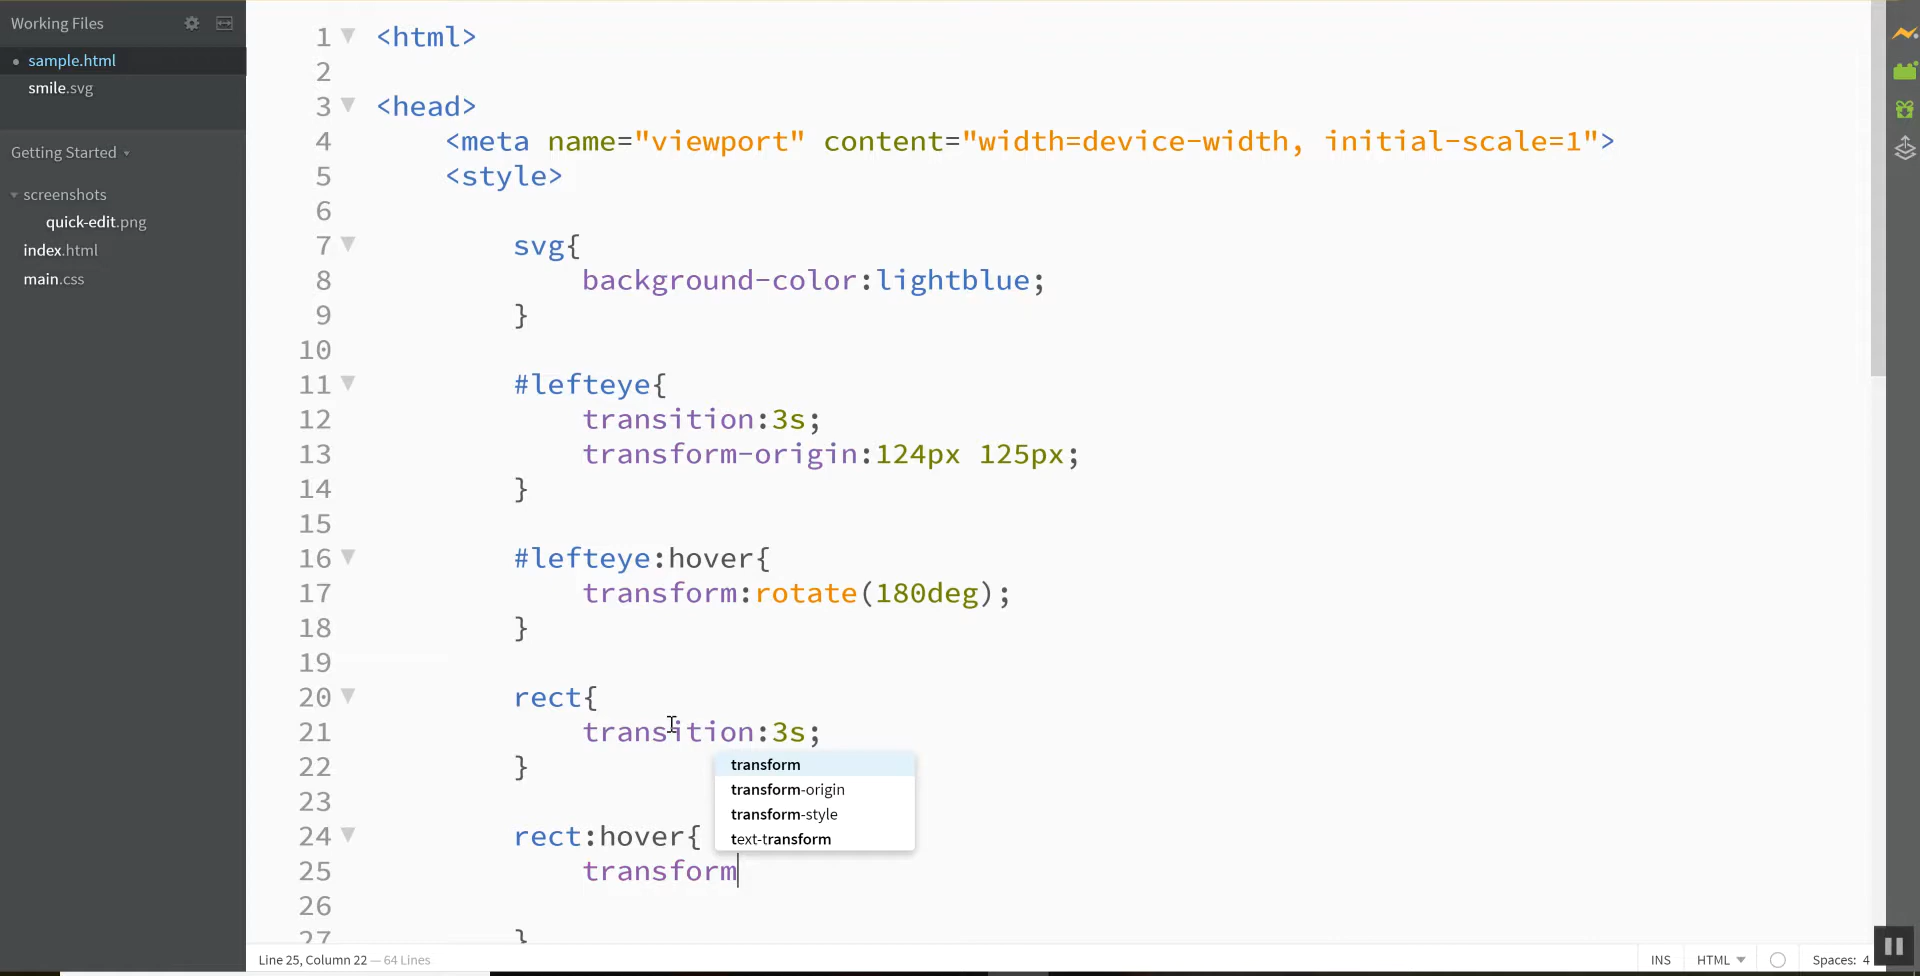 Working Files
sample.html
smile.svg
Getting Started
screenshots
quick-edit.png
index.html
main.css
1 <html>
2
3 <head>
4 <meta name="viewport" content="width=device-width, initial-scale=1">
5 <style>
6
7 svg{
8 background-color:lightblue;
9 }
10
11 #lefteye{
12 transition:3s;
13 transform-origin:124px 125px;
14 }
15
16 #lefteye:hover{
17 transform:rotate(180deg);
18 }
19
20 rect{
21 transition:3s;
22 }
23
24 rect:hover{
25 transform
26
27 }
transform
transform-origin
transform-style
text-transform
Line 25, Column 22 — 64 Lines
INS HTML Spaces: 4